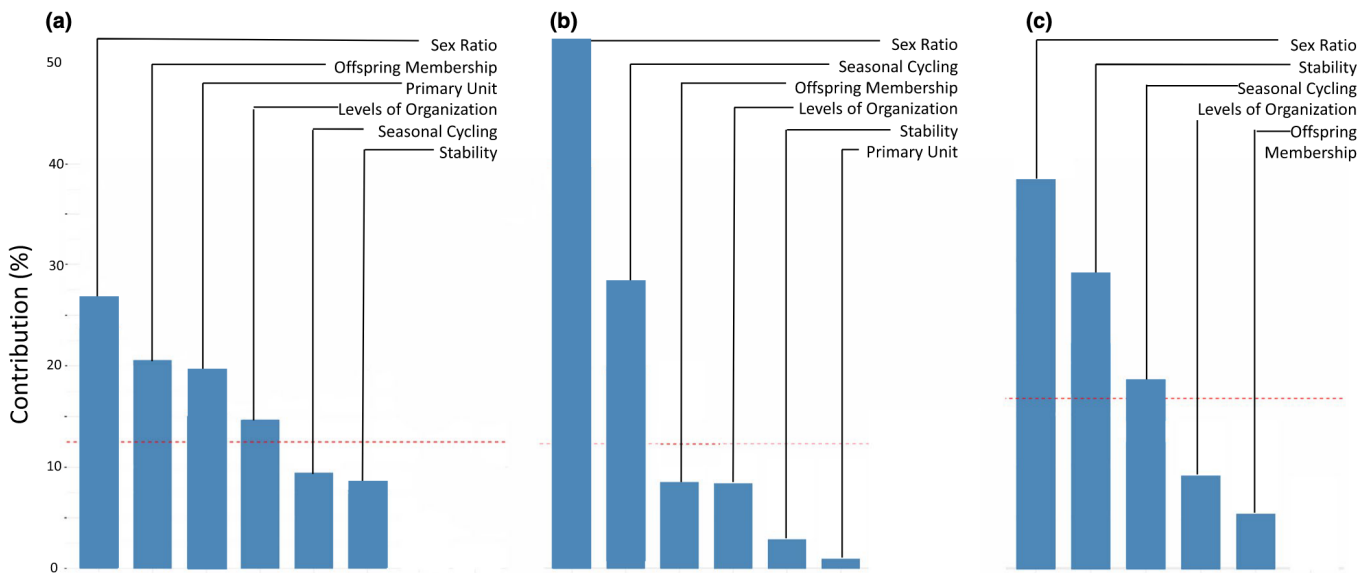 (a)
Sex Ratio
Offspring Membership
Primary Unit
Levels of Organization
Seasonal Cycling
Stability
(b)
Sex Ratio
Seasonal Cycling
Offspring Membership
Levels of Organization
Stability
Primary Unit
(c)
Sex Ratio
Stability
Seasonal Cycling
Levels of Organization
Offspring
Membership
Contribution (%)
50
40
30
20
10
0